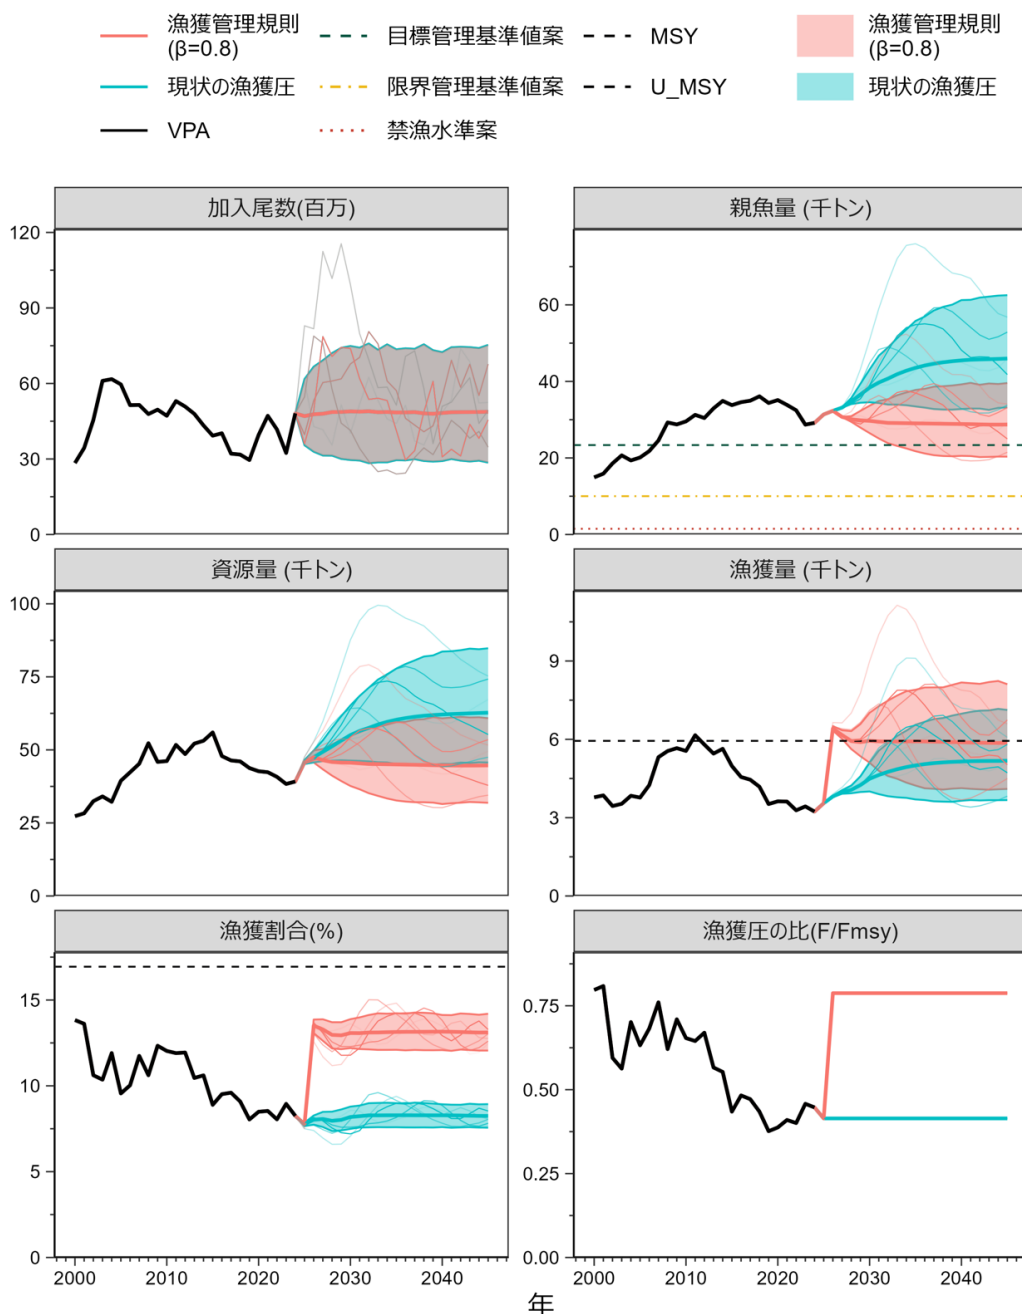 漁獲管理規則
(β=0.8)
現状の漁獲圧
VPA
目標管理基準値案
限界管理基準値案
禁漁水準案
MSY
U_MSY
漁獲管理規則
(β=0.8)
現状の漁獲圧
加入尾数(百万)
120
90
60
30
0
親魚量 (千トン)
60
40
20
0
資源量 (千トン)
100
75
50
25
0
漁獲量 (千トン)
9
6
3
0
漁獲割合(%)
15
10
5
0
2000 2010 2020 2030 2040
漁獲圧の比(F/Fmsy)
0.75
0.50
0.25
0.00
2000 2010 2020 2030 2040
年